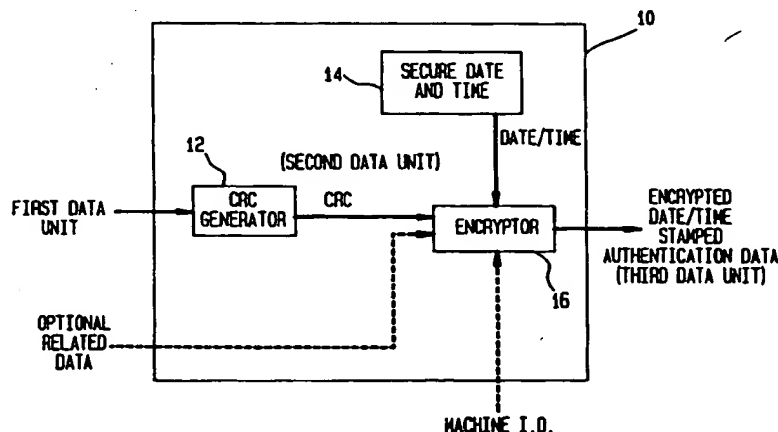 10
14
SECURE DATE
AND TIME
12
(SECOND DATA UNIT)
DATE/TIME
FIRST DATA
UNIT
CRC
GENERATOR
CRC
ENCRYPTOR
ENCRYPTED
DATE/TIME
STAMPED
AUTHENTICATION DATA
(THIRD DATA UNIT)
16
OPTIONAL
RELATED
DATA
MACHINE I.D.